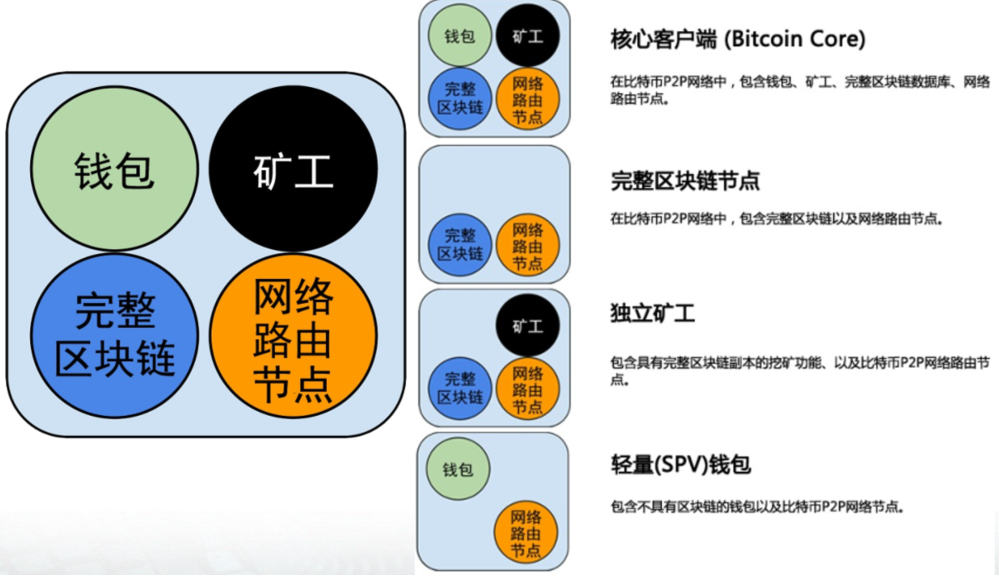 钱包
矿工
完整
区块链
网络
路由
节点
钱包
矿工
完整
区块链
网络
路由
节点
核心客户端 (Bitcoin Core)
在比特币P2P网络中，包含钱包、矿工、完整区块链数据库、网络
路由节点。
完整
区块链
网络
路由
节点
完整区块链节点
在比特币P2P网络中，包含完整区块链以及网络路由节点。
矿工
完整
区块链
网络
路由
节点
独立矿工
包含具有完整区块链副本的挖矿功能、以及比特币P2P网络路由节
点。
钱包
网络
路由
节点
轻量(SPV)钱包
包含不具有区块链的钱包以及比特币P2P网络节点。